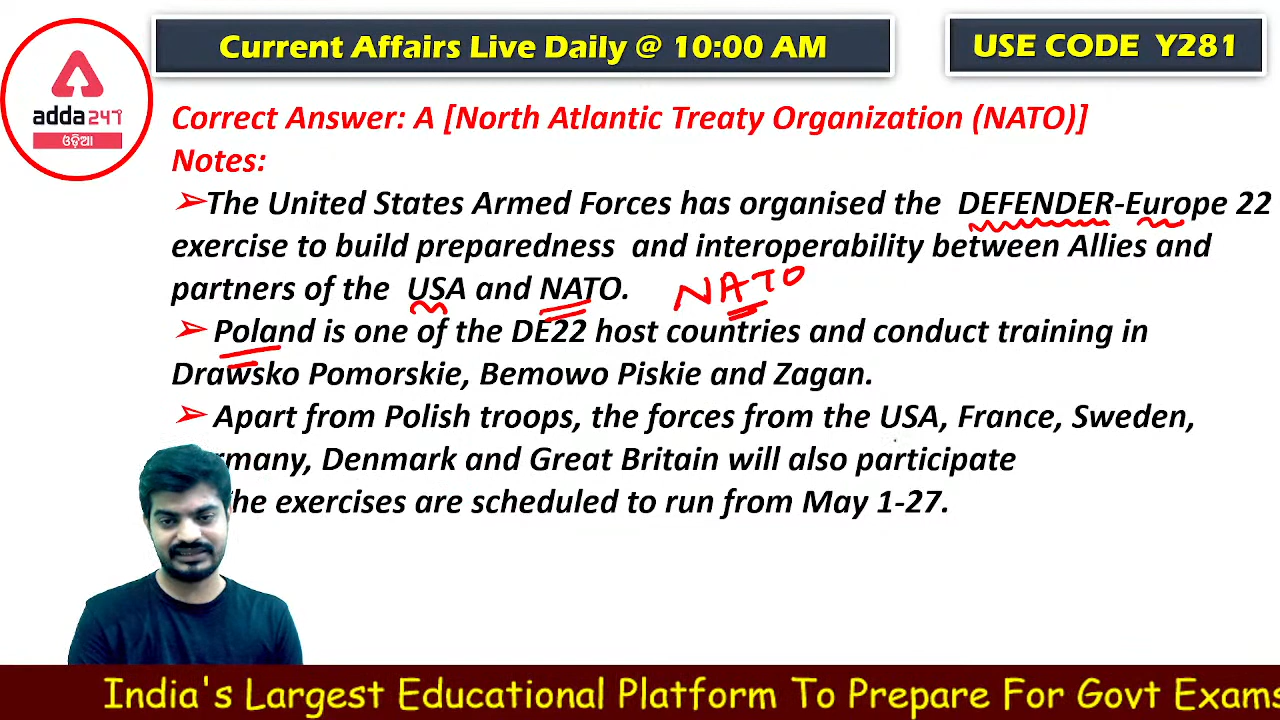 Current Affairs Live Daily @ 10:00 AM
USE CODE Y281
adda247
ଓଡ଼ିଆ
Correct Answer: A [North Atlantic Treaty Organization (NATO)]
Notes:
➢The United States Armed Forces has organised the DEFENDER-Europe 22
exercise to build preparedness and interoperability between Allies and
partners of the USA and NATO.
NATO
➢ Poland is one of the DE22 host countries and conduct training in
Drawsko Pomorskie, Bemowo Piskie and Zagan.
➢ Apart from Polish troops, the forces from the USA, France, Sweden,
rmany, Denmark and Great Britain will also participate
he exercises are scheduled to run from May 1-27.
India's Largest Educational Platform To Prepare For Govt Exams